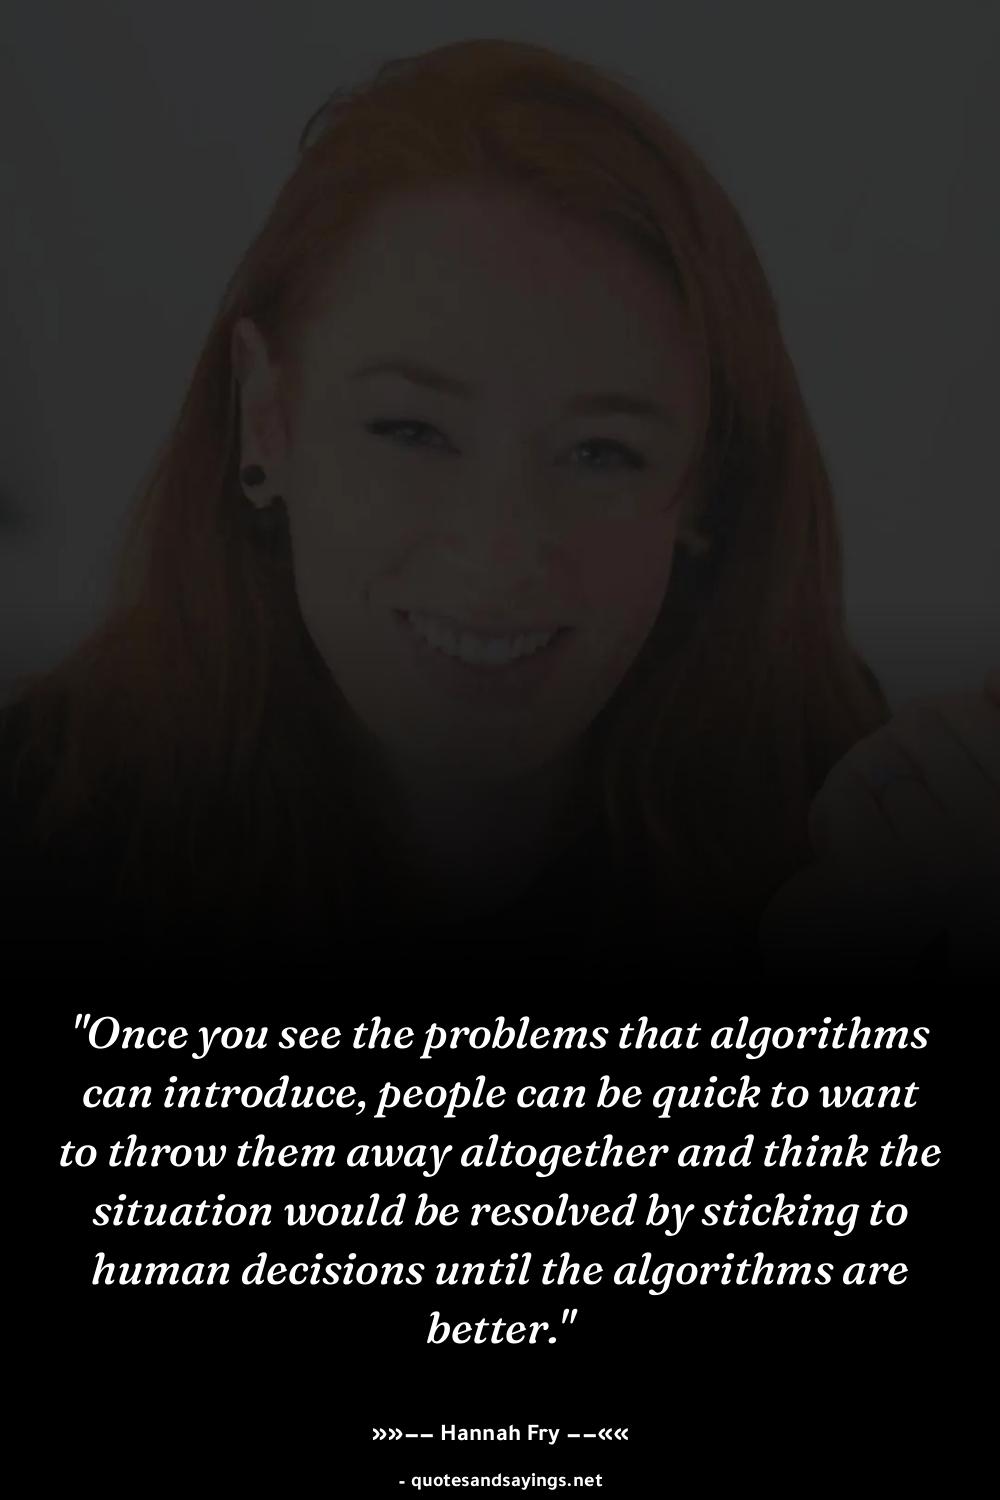 "Once you see the problems that algorithms
can introduce, people can be quick to want
to throw them away altogether and think the
situation would be resolved by sticking to
human decisions until the algorithms are
better."
»»–– Hannah Fry ––««
- quotesandsayings.net